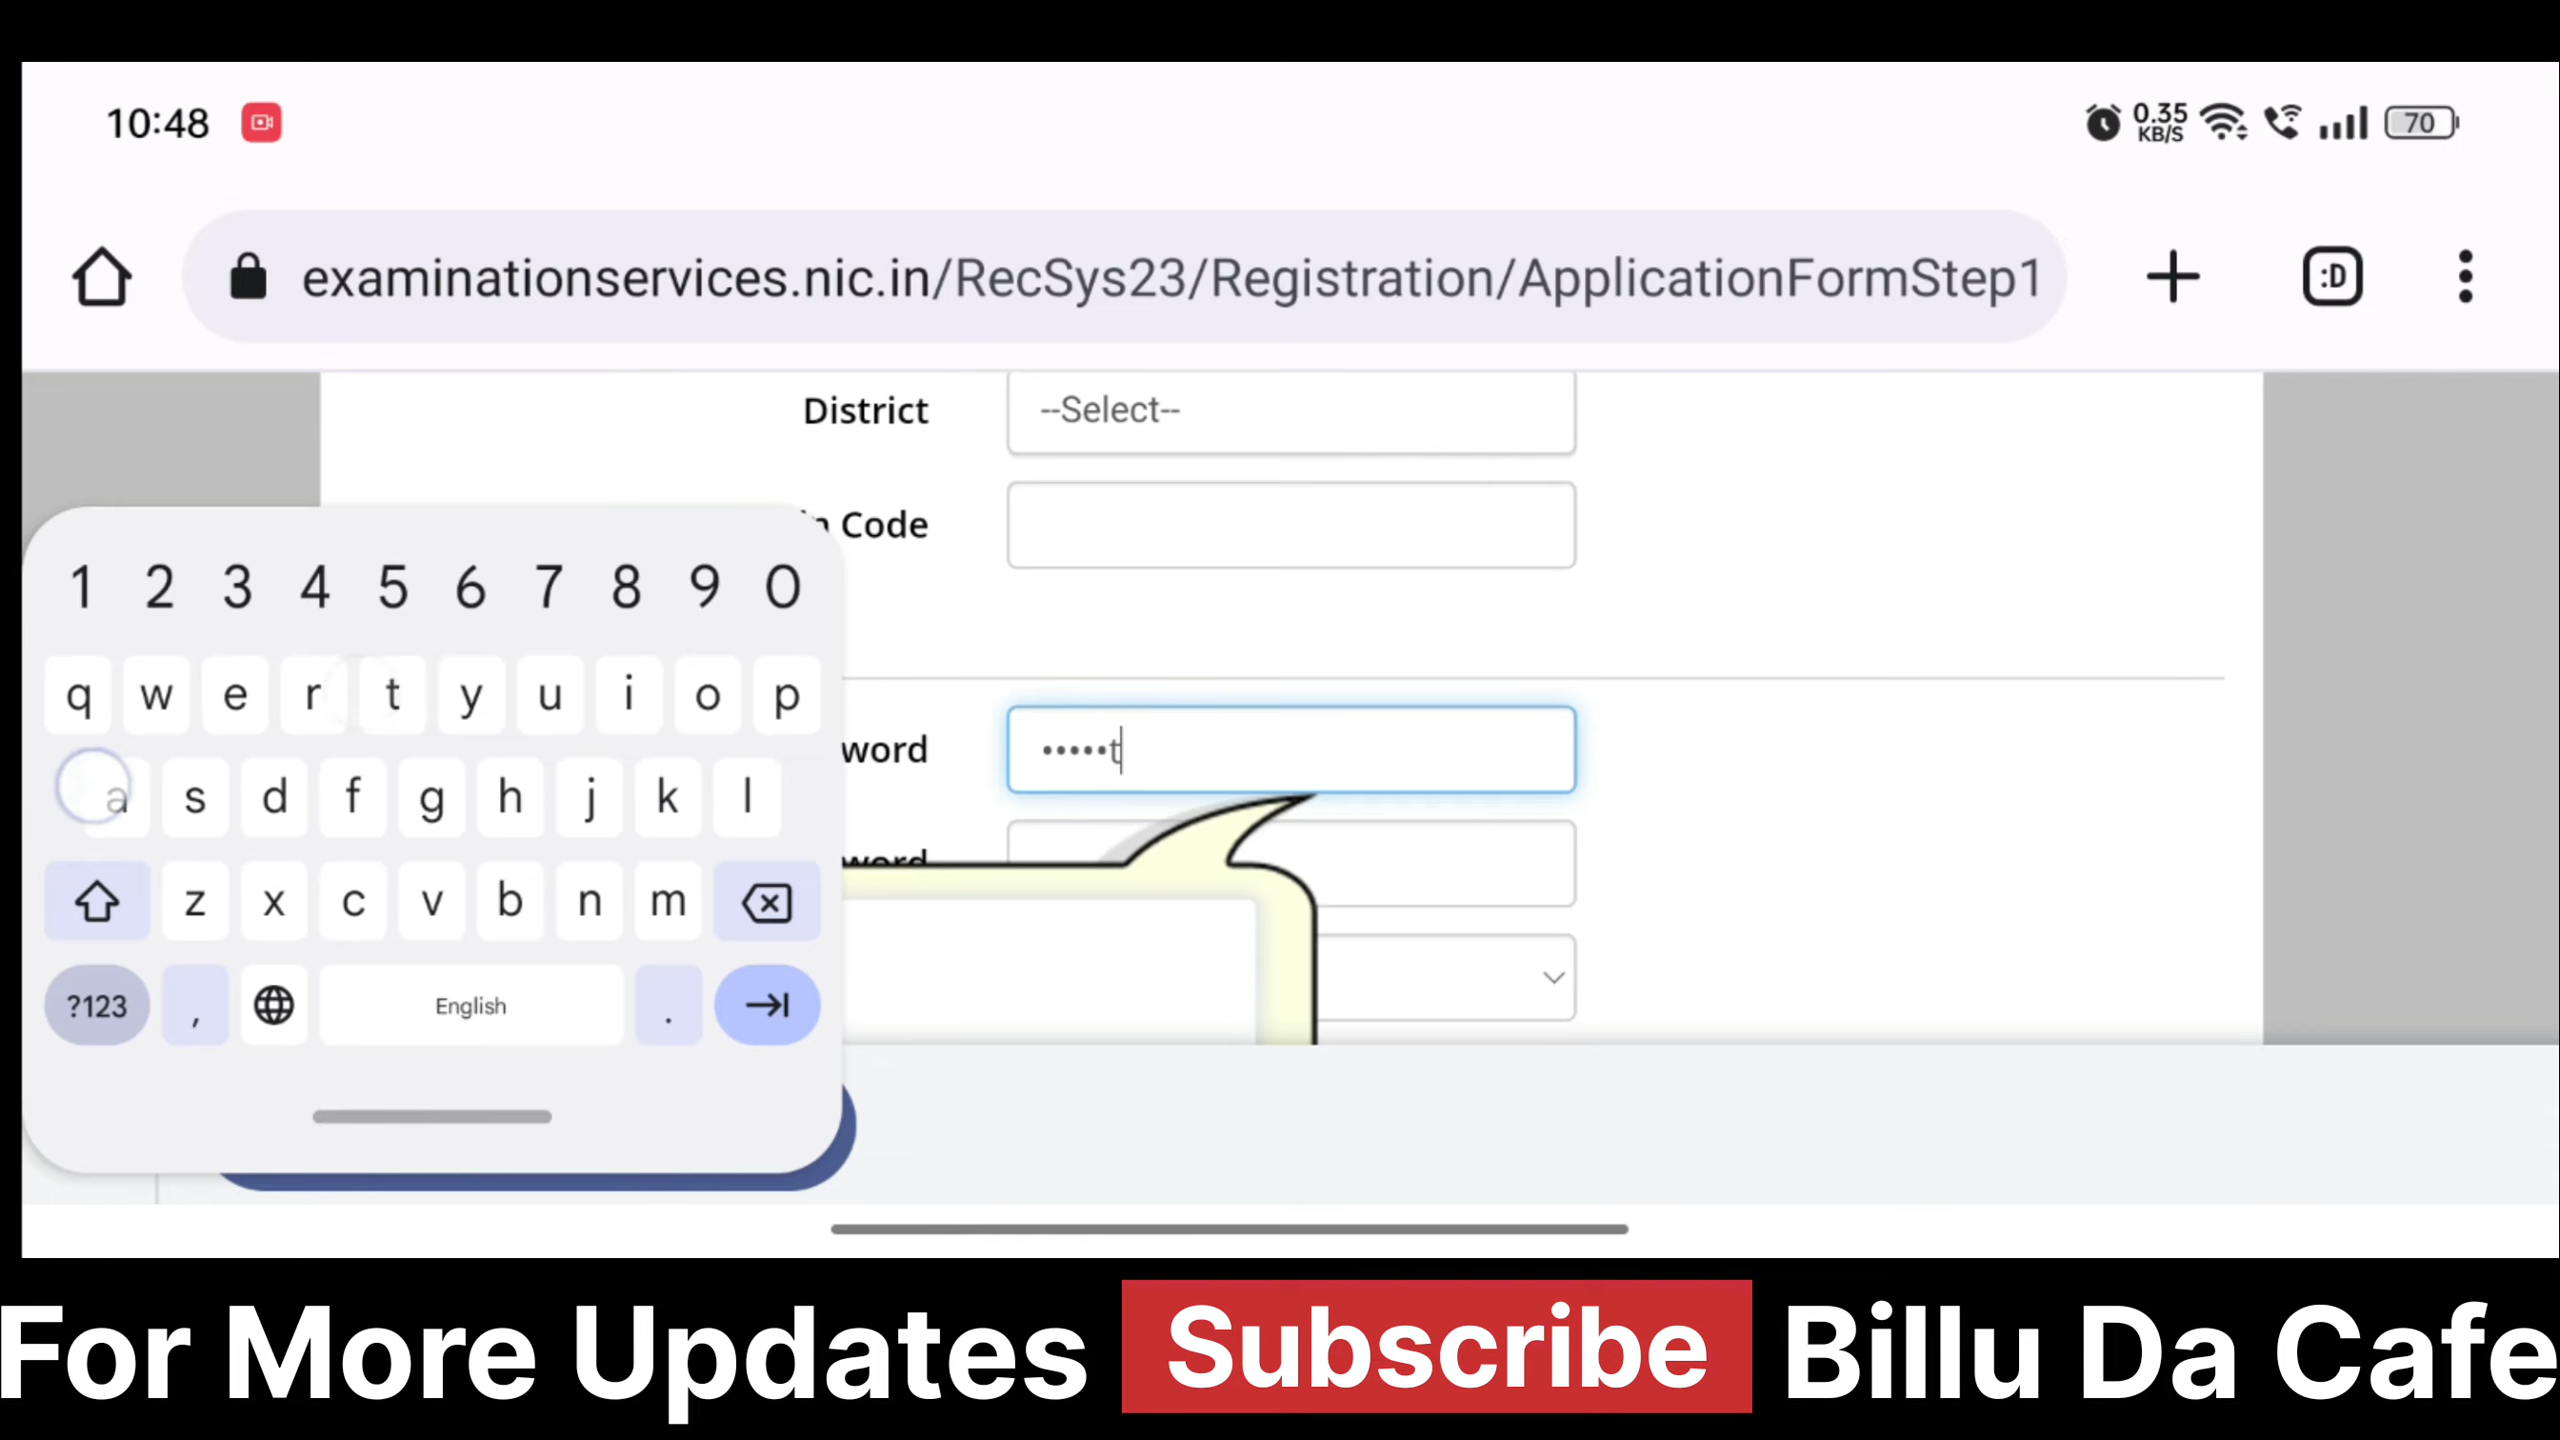 10:48 0.35 KB/S 70
examinationservices.nic.in/RecSys23/Registration/ApplicationFormStep1
:D
District --Select--
Code
1 2 3 4 5 6 7 8 9 0
q w e r t y u i o p
word •••••t
a s d f g h j k l
word
z x c v b n m
?123 , English .
For More Updates Subscribe Billu Da Cafe